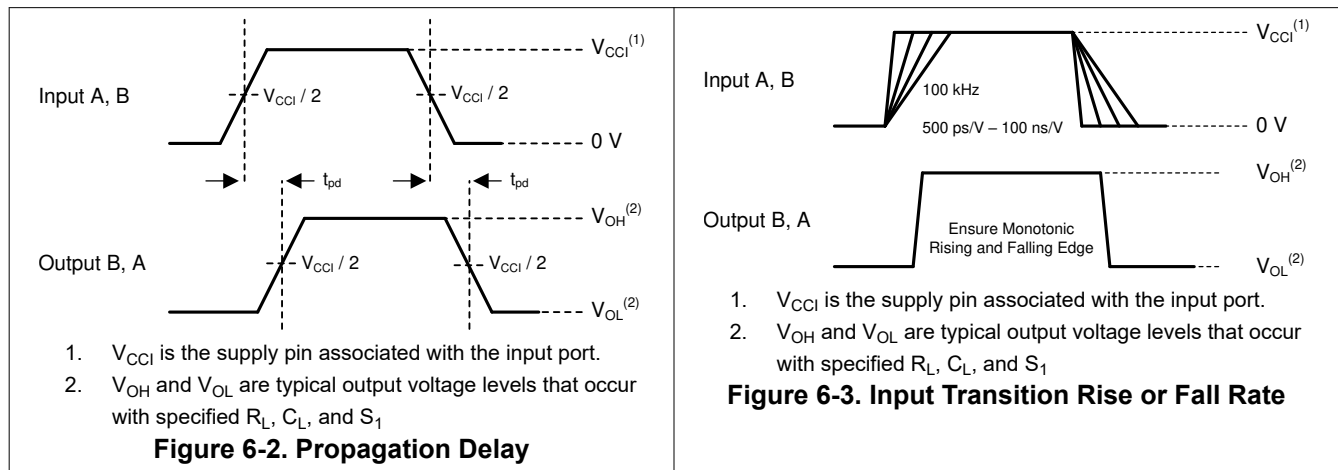 V_CCI^(1)
Input A, B
V_CCI / 2
V_CCI / 2
0 V
t_pd
t_pd
V_OH^(2)
Output B, A
V_CCI / 2
V_CCI / 2
V_OL^(2)
1. V_CCI is the supply pin associated with the input port.
2. V_OH and V_OL are typical output voltage levels that occur
with specified R_L, C_L, and S_1
Figure 6-2. Propagation Delay
V_CCI^(1)
Input A, B
100 kHz
500 ps/V – 100 ns/V
0 V
V_OH^(2)
Output B, A
Ensure Monotonic
Rising and Falling Edge
V_OL^(2)
1. V_CCI is the supply pin associated with the input port.
2. V_OH and V_OL are typical output voltage levels that occur
with specified R_L, C_L, and S_1
Figure 6-3. Input Transition Rise or Fall Rate